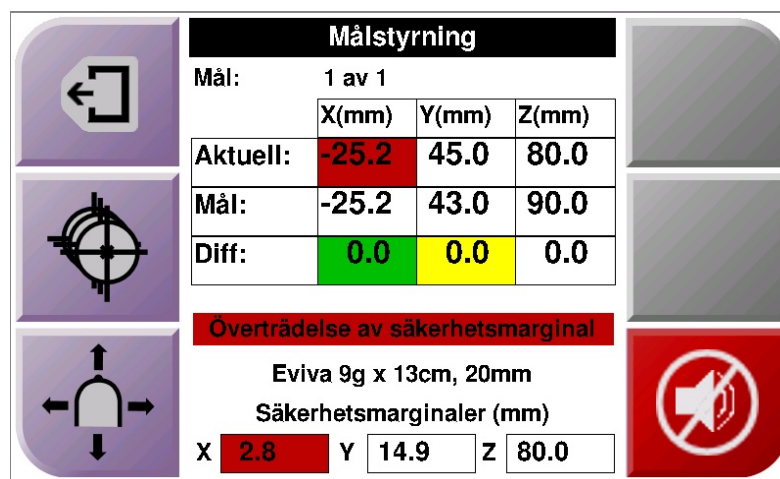 Målstyrning
Mål: 1 av 1
X(mm) Y(mm) Z(mm)
Aktuell: -25.2 45.0 80.0
Mål: -25.2 43.0 90.0
Diff: 0.0 0.0 0.0
Överträdelse av säkerhetsmarginal
Eviva 9g x 13cm, 20mm
Säkerhetsmarginaler (mm)
X 2.8 Y 14.9 Z 80.0